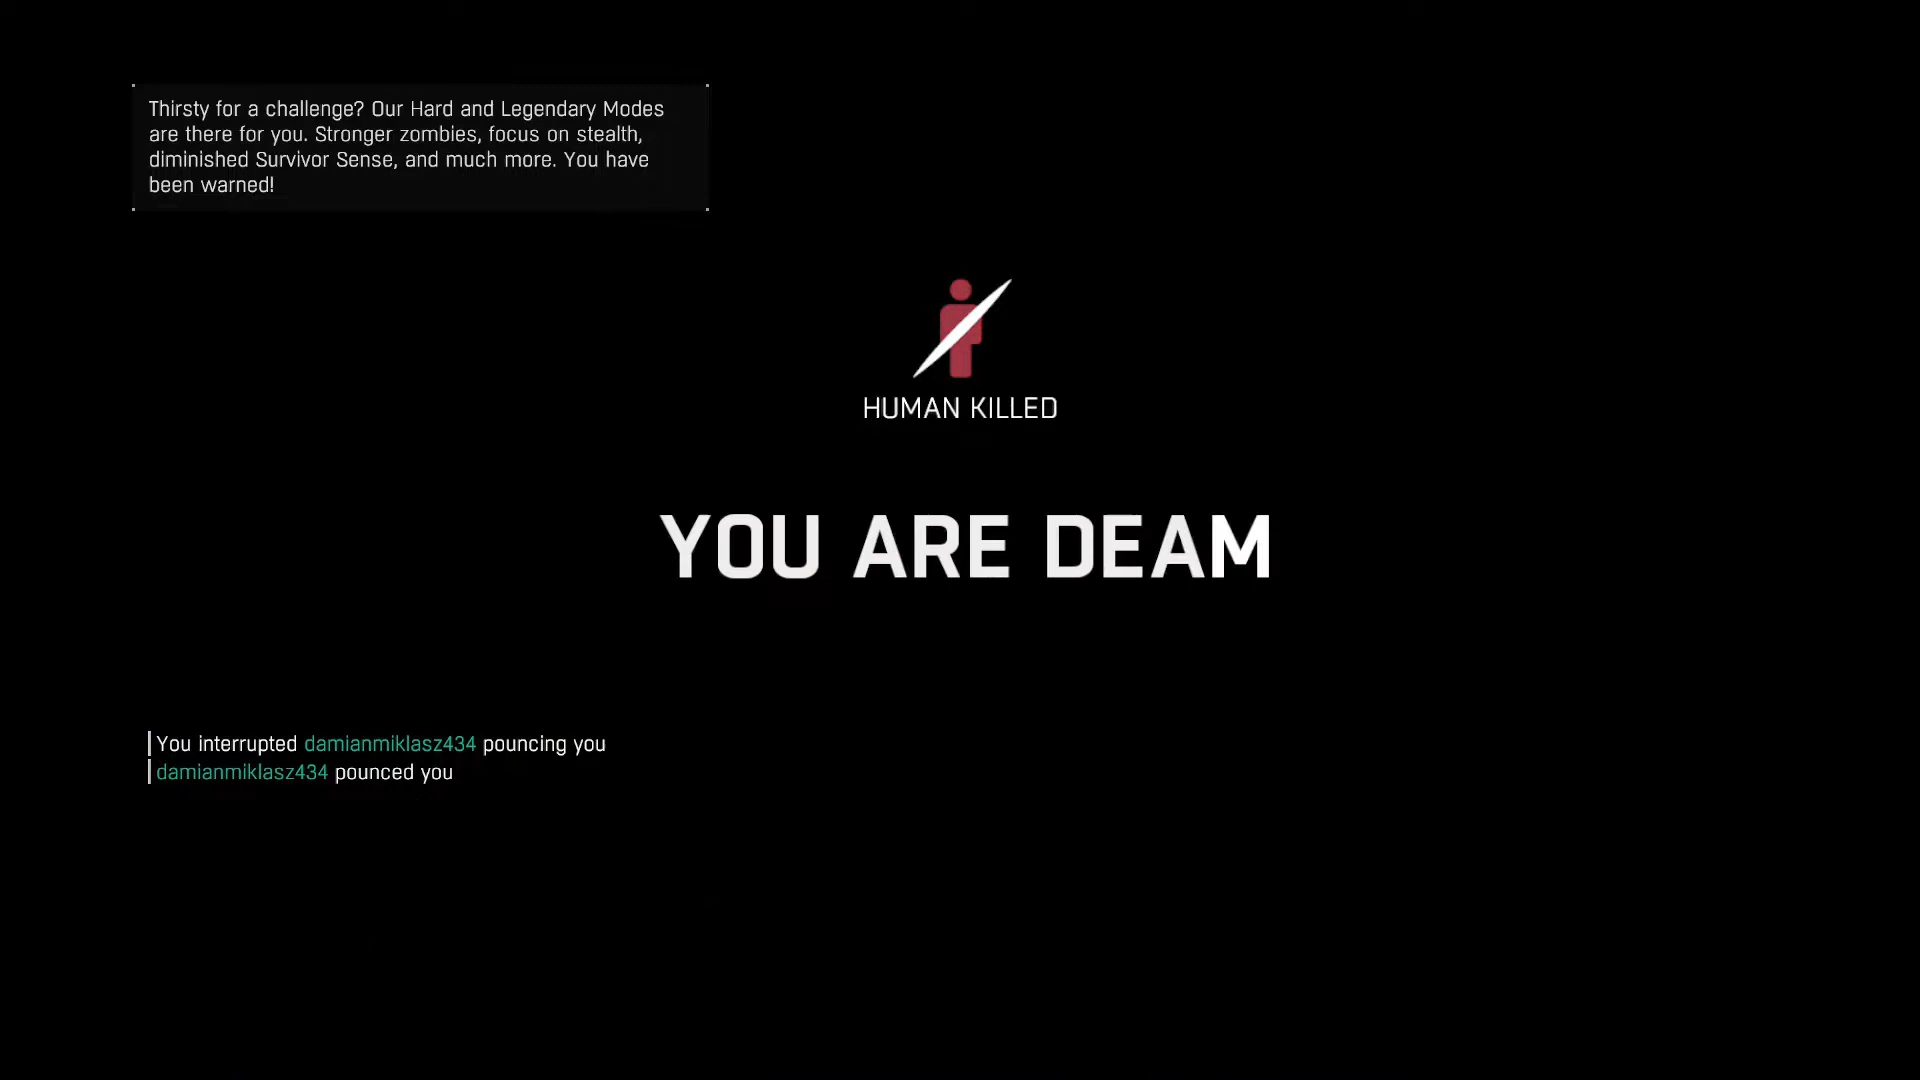 Thirsty for a challenge? Our Hard and Legendary Modes
are there for you. Stronger zombies, focus on stealth,
diminished Survivor Sense, and much more. You have
been warned!
HUMAN KILLED
YOU ARE DEAM
You interrupted damianmiklasz434 pouncing you
damianmiklasz434 pounced you